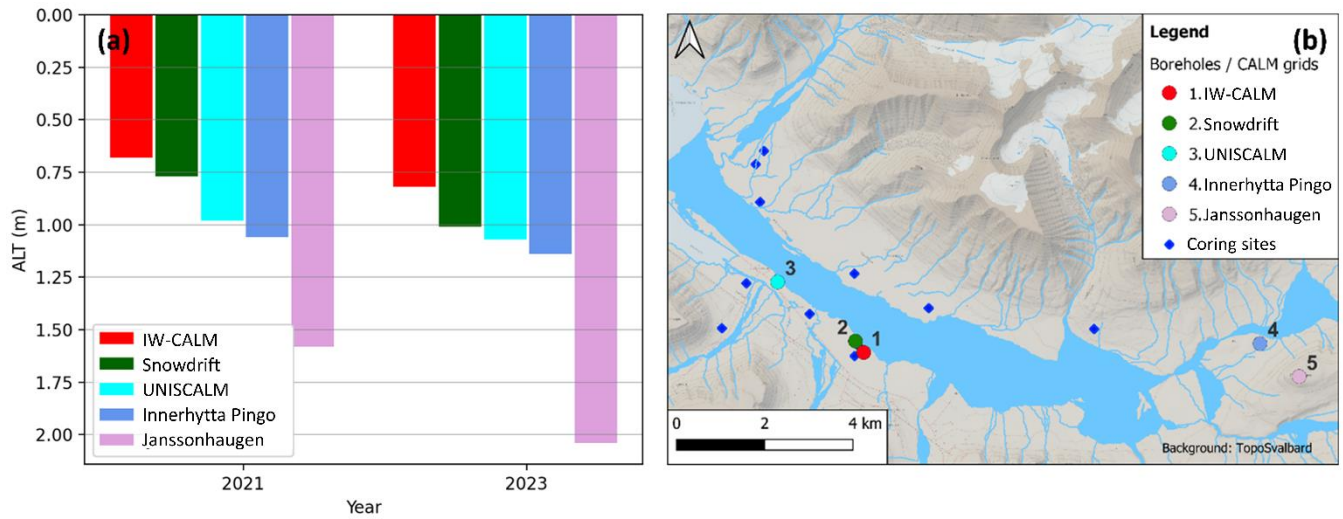 (a)
0.00
0.25
0.50
0.75
1.00
1.25
1.50
1.75
2.00
ALT (m)
IW-CALM
Snowdrift
UNISCALM
Innerhytta Pingo
Janssonhaugen
2021
2023
Year
(b)
Legend
Boreholes / CALM grids
1.IW-CALM
2.Snowdrift
3.UNISCALM
4.Innerhytta Pingo
5.Janssonhaugen
Coring sites
3
2
1
4
5
0 2 4 km
Background: TopoSvalbard